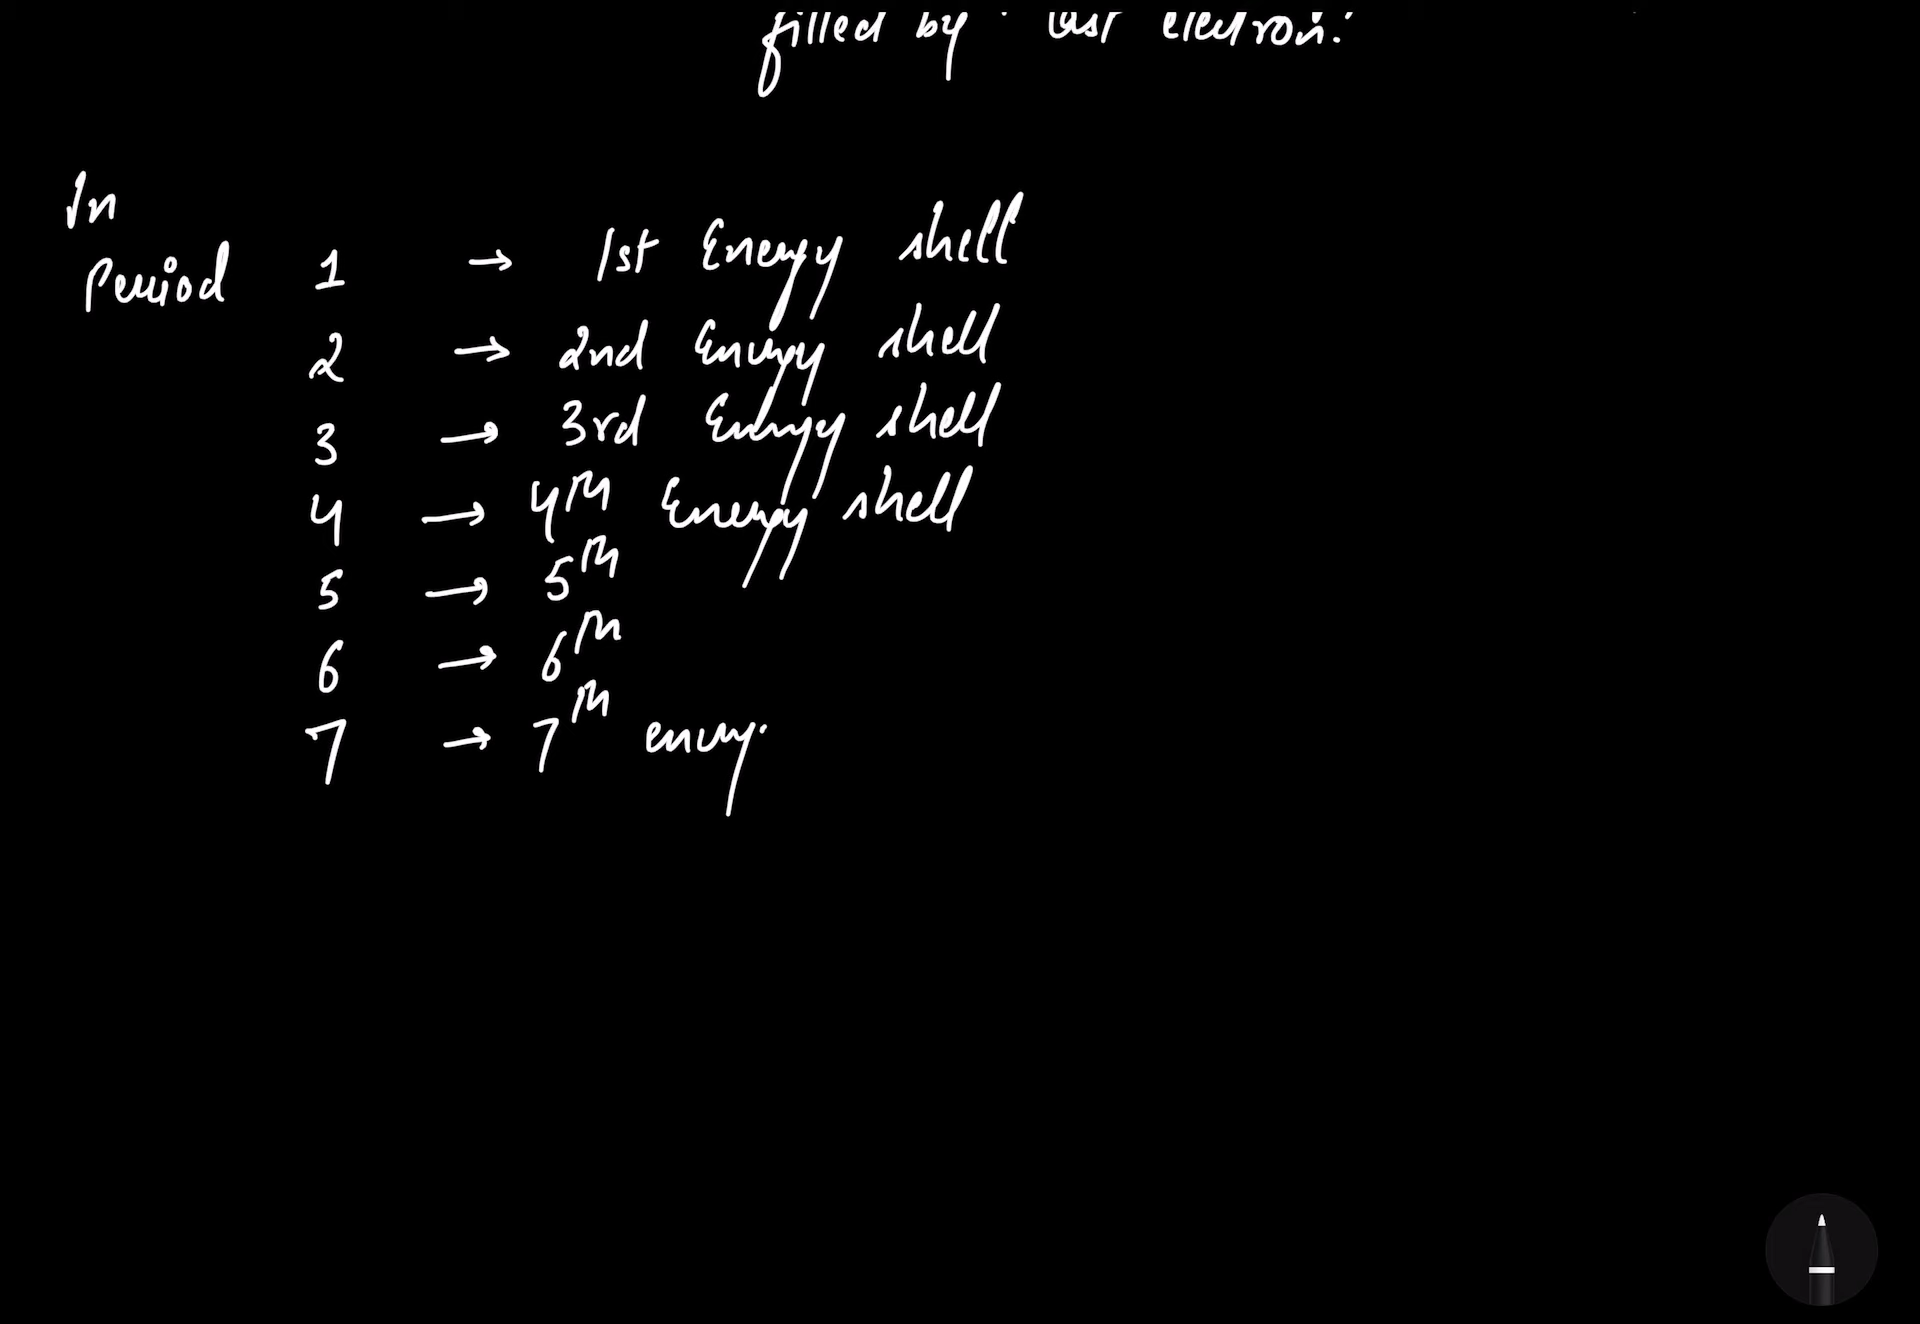 filled by last electron.
In
Period 1 → 1st Energy shell
2 → 2nd Energy shell
3 → 3rd Energy shell
4 → 4th Energy shell
5 → 5th
6 → 6th
7 → 7th energy.